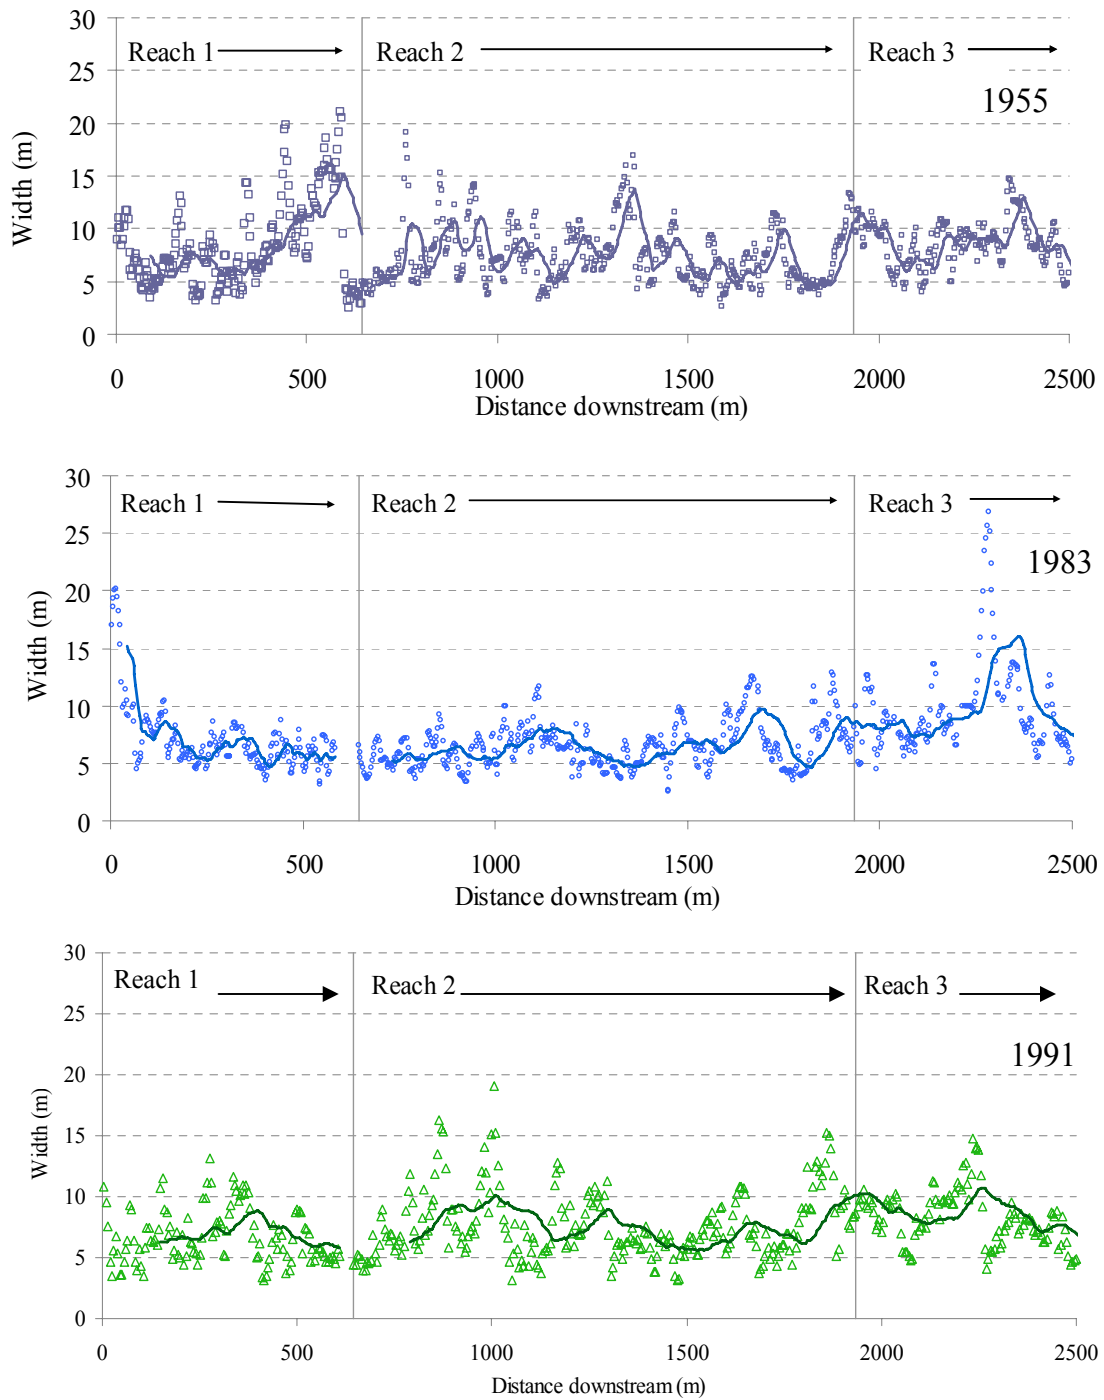 30
Reach 1
Reach 2
Reach 3
25
1955
20
15
10
5
0
Width (m)
0 500 1000 1500 2000 2500
Distance downstream (m)
30
Reach 1
Reach 2
Reach 3
25
1983
20
15
10
5
0
Width (m)
0 500 1000 1500 2000 2500
Distance downstream (m)
30
Reach 1
Reach 2
Reach 3
25
1991
20
15
10
5
0
Width (m)
0 500 1000 1500 2000 2500
Distance downstream (m)